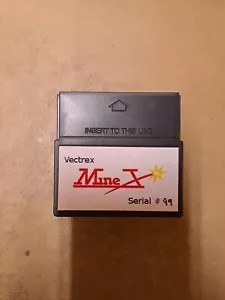 INSERT TO THIS LINE
Vectrex
Mine X
Serial # 99